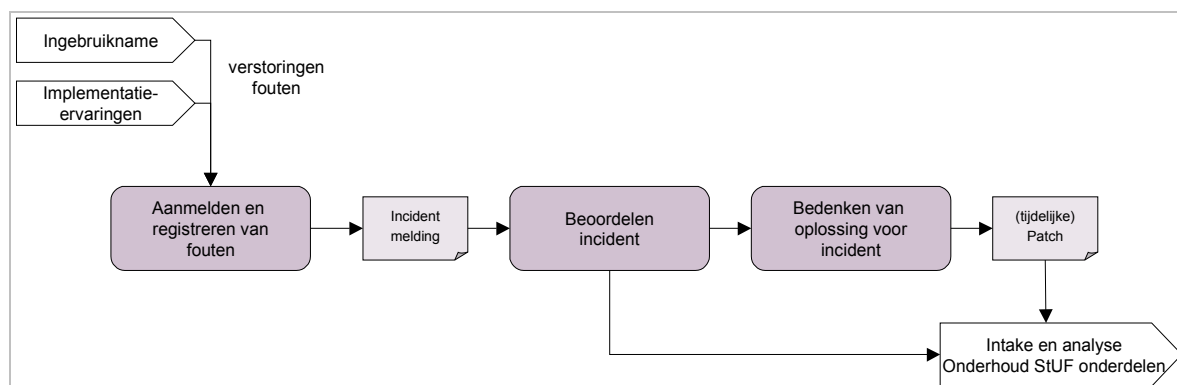 Ingebruikname
verstoringen
fouten
Implementatie-
ervaringen
Aanmelden en
registreren van
fouten
Incident
melding
Beoordelen
incident
Bedenken van
oplossing voor
incident
(tijdelijke)
Patch
Intake en analyse
Onderhoud StUF onderdelen